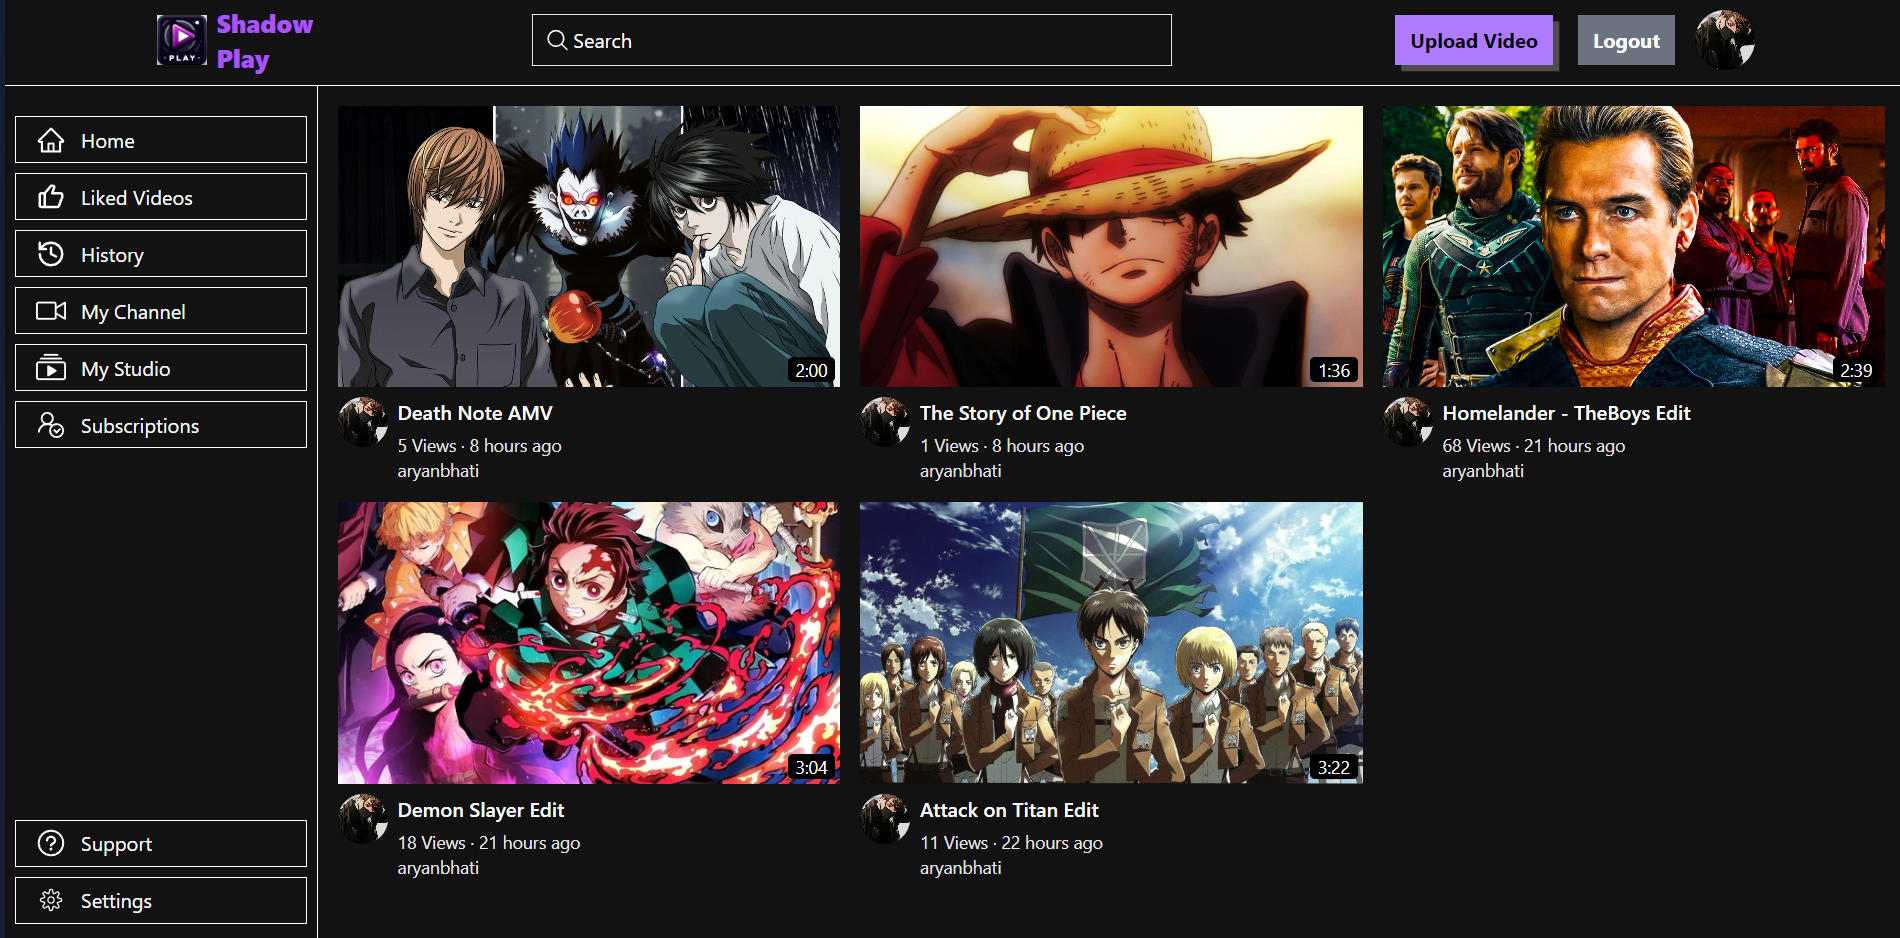 PLAY
Shadow
Play
Search
Upload Video
Logout
Home
Liked Videos
History
My Channel
My Studio
Subscriptions
Support
Settings
2:00
Death Note AMV
5 Views · 8 hours ago
aryanbhati
1:36
The Story of One Piece
1 Views · 8 hours ago
aryanbhati
2:39
Homelander - TheBoys Edit
68 Views · 21 hours ago
aryanbhati
3:04
Demon Slayer Edit
18 Views · 21 hours ago
aryanbhati
3:22
Attack on Titan Edit
11 Views · 22 hours ago
aryanbhati